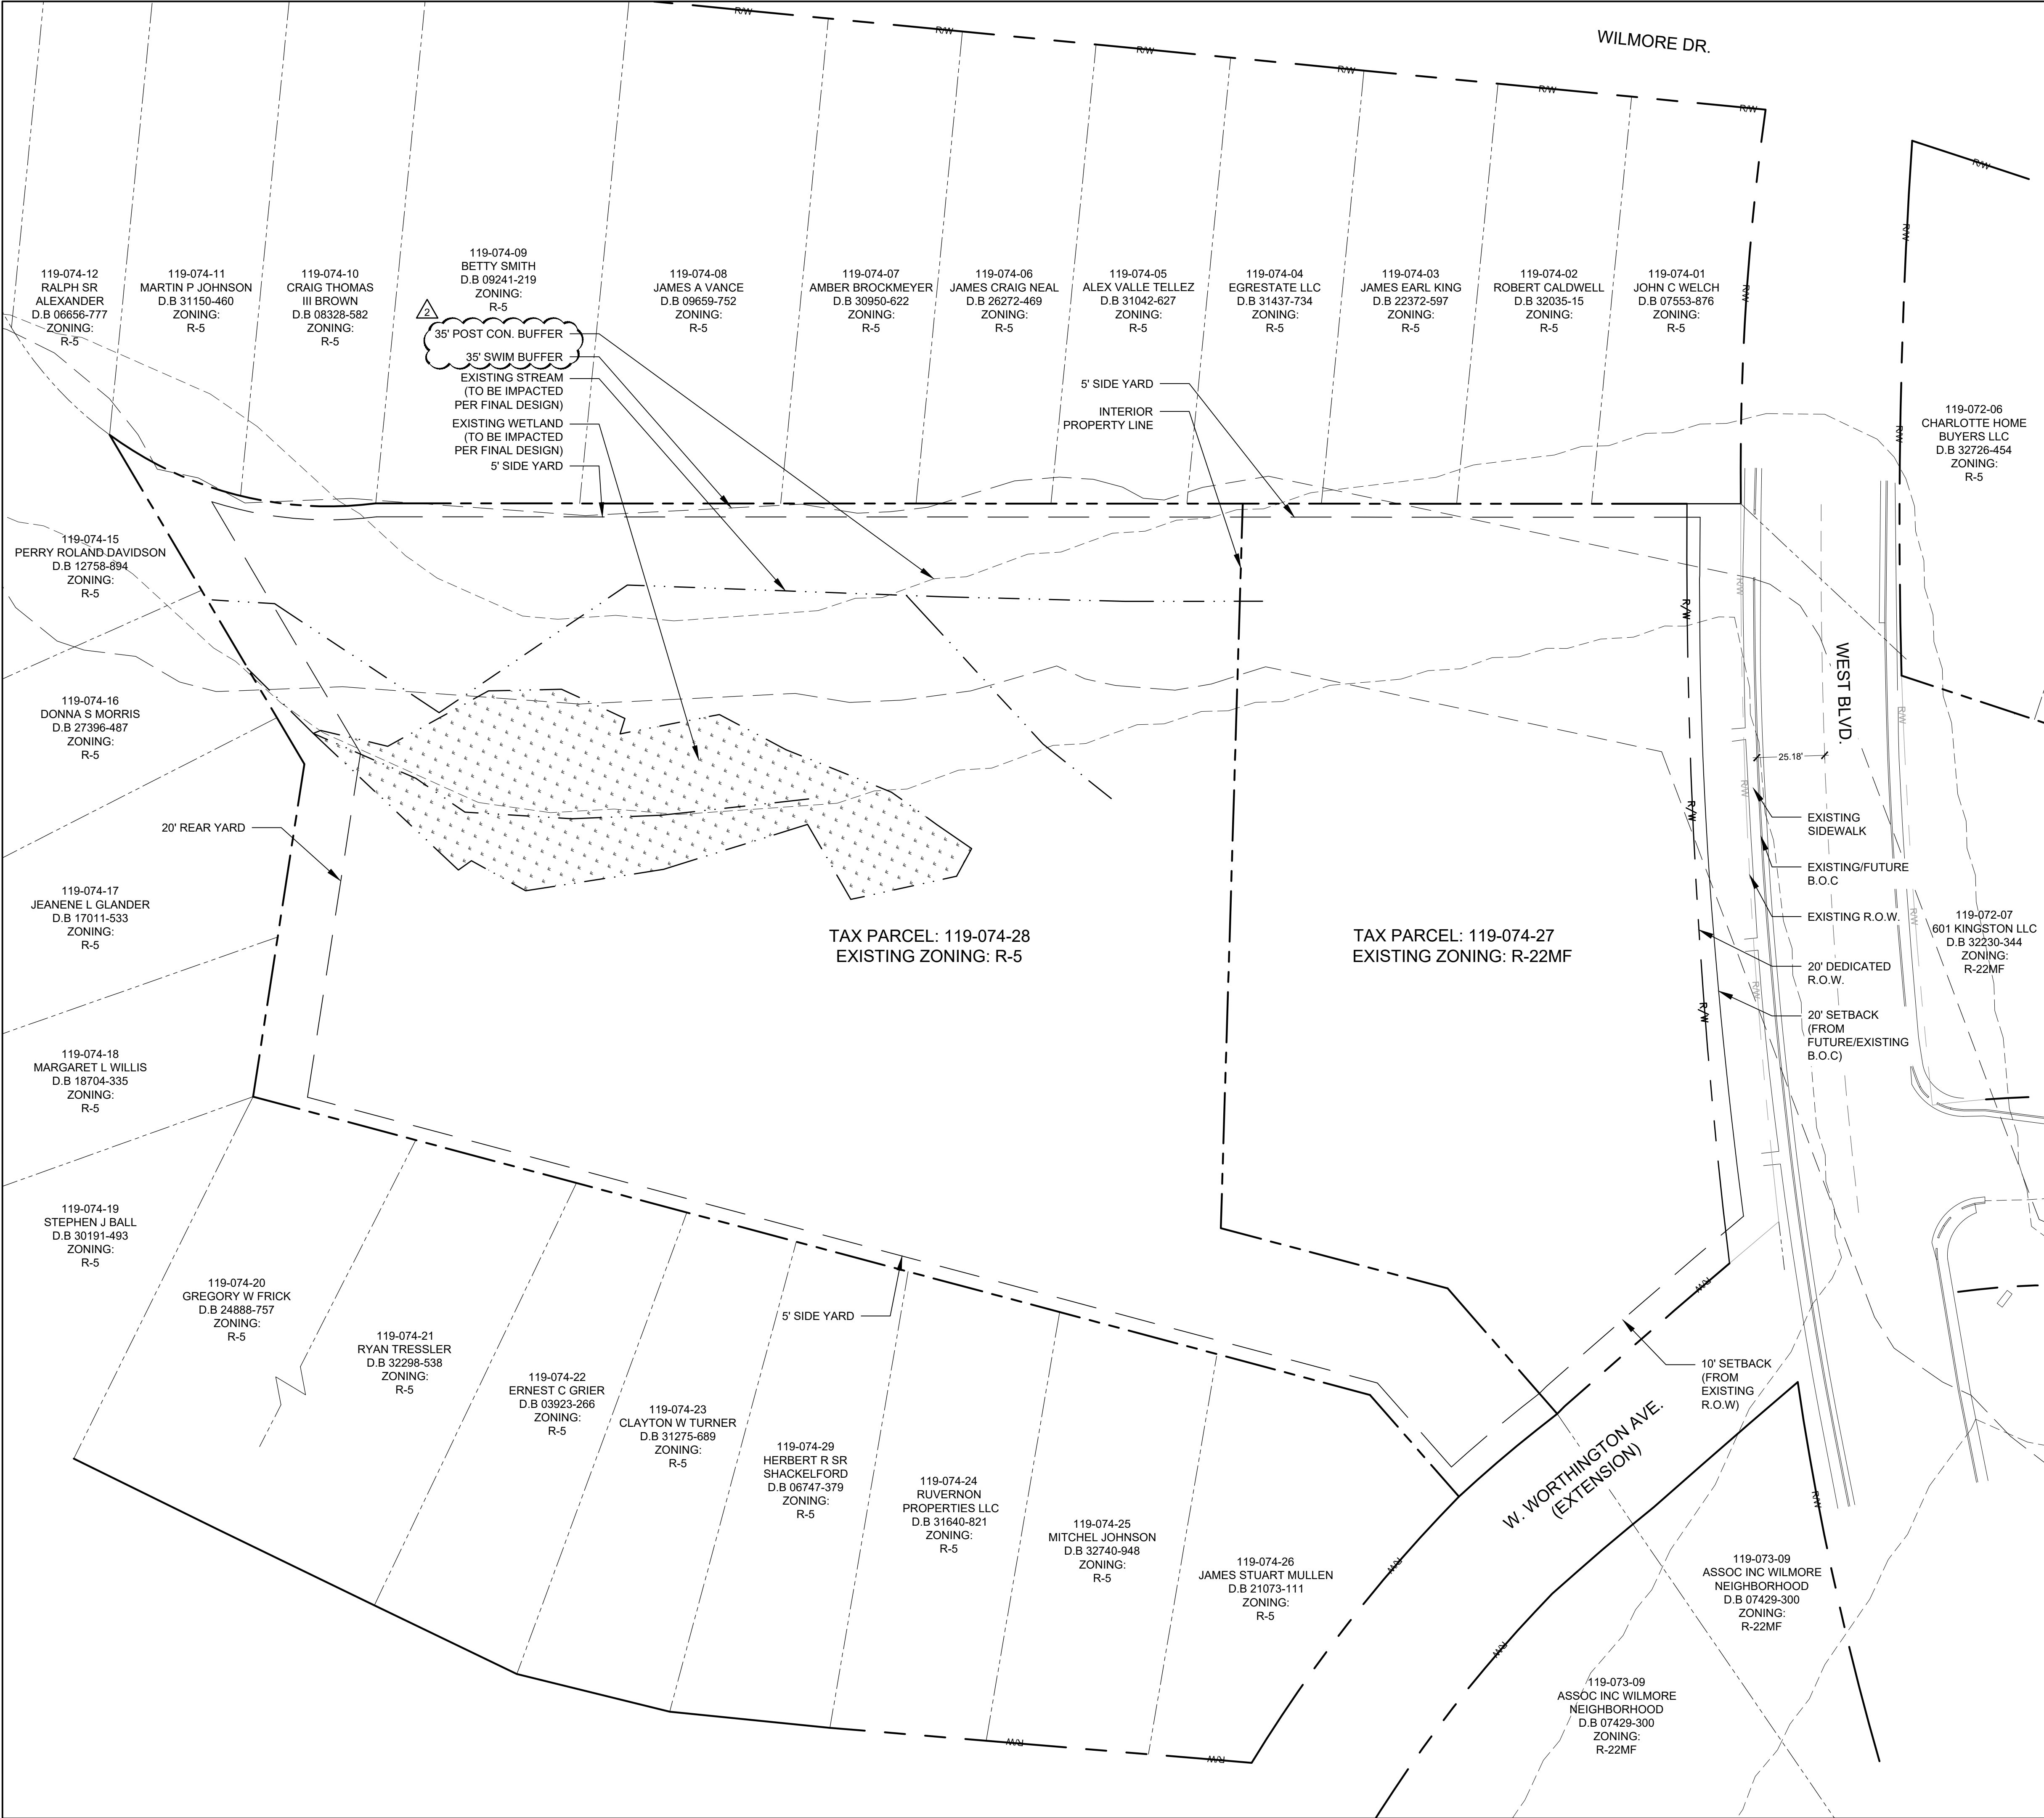 WILMORE DR.
R/W
R/W
R/W
R/W
R/W
R/W
R/W
R/W
R/W
R/W
R/W
119-074-12
RALPH SR
ALEXANDER
D.B 06656-777
ZONING:
R-5
119-074-11
MARTIN P JOHNSON
D.B 31150-460
ZONING:
R-5
119-074-10
CRAIG THOMAS
III BROWN
D.B 08328-582
ZONING:
R-5
119-074-09
BETTY SMITH
D.B 09241-219
ZONING:
R-5
119-074-08
JAMES A VANCE
D.B 09659-752
ZONING:
R-5
119-074-07
AMBER BROCKMEYER
D.B 30950-622
ZONING:
R-5
119-074-06
JAMES CRAIG NEAL
D.B 26272-469
ZONING:
R-5
119-074-05
ALEX VALLE TELLEZ
D.B 31042-627
ZONING:
R-5
119-074-04
EGRESTATE LLC
D.B 31437-734
ZONING:
R-5
119-074-03
JAMES EARL KING
D.B 22372-597
ZONING:
R-5
119-074-02
ROBERT CALDWELL
D.B 32035-15
ZONING:
R-5
119-074-01
JOHN C WELCH
D.B 07553-876
ZONING:
R-5
2
35' POST CON. BUFFER
35' SWIM BUFFER
EXISTING STREAM
(TO BE IMPACTED
PER FINAL DESIGN)
EXISTING WETLAND
(TO BE IMPACTED
PER FINAL DESIGN)
5' SIDE YARD
5' SIDE YARD
INTERIOR
PROPERTY LINE
119-072-06
CHARLOTTE HOME
BUYERS LLC
D.B 32726-454
ZONING:
R-5
119-074-15
PERRY ROLAND DAVIDSON
D.B 12758-894
ZONING:
R-5
119-074-16
DONNA S MORRIS
D.B 27396-487
ZONING:
R-5
20' REAR YARD
119-074-17
JEANENE L GLANDER
D.B 17011-533
ZONING:
R-5
119-074-18
MARGARET L WILLIS
D.B 18704-335
ZONING:
R-5
119-074-19
STEPHEN J BALL
D.B 30191-493
ZONING:
R-5
TAX PARCEL: 119-074-28
EXISTING ZONING: R-5
TAX PARCEL: 119-074-27
EXISTING ZONING: R-22MF
R/W
R/W
R/W
R/W
R/W
R/W
R/W
R/W
WEST BLVD.
25.18'
EXISTING
SIDEWALK
EXISTING/FUTURE
B.O.C
EXISTING R.O.W.
20' DEDICATED
R.O.W.
20' SETBACK
(FROM
FUTURE/EXISTING
B.O.C)
119-072-07
601 KINGSTON LLC
D.B 32230-344
ZONING:
R-22MF
119-074-20
GREGORY W FRICK
D.B 24888-757
ZONING:
R-5
119-074-21
RYAN TRESSLER
D.B 32298-538
ZONING:
R-5
119-074-22
ERNEST C GRIER
D.B 03923-266
ZONING:
R-5
119-074-23
CLAYTON W TURNER
D.B 31275-689
ZONING:
R-5
5' SIDE YARD
119-074-29
HERBERT R SR
SHACKELFORD
D.B 06747-379
ZONING:
R-5
119-074-24
RUVERNON
PROPERTIES LLC
D.B 31640-821
ZONING:
R-5
119-074-25
MITCHEL JOHNSON
D.B 32740-948
ZONING:
R-5
119-074-26
JAMES STUART MULLEN
D.B 21073-111
ZONING:
R-5
R/W
10' SETBACK
(FROM
EXISTING
R.O.W)
W. WORTHINGTON AVE.
(EXTENSION)
R/W
R/W
R/W
R/W
R/W
119-073-09
ASSOC INC WILMORE
NEIGHBORHOOD
D.B 07429-300
ZONING:
R-22MF
119-073-09
ASSOC INC WILMORE
NEIGHBORHOOD
D.B 07429-300
ZONING:
R-22MF